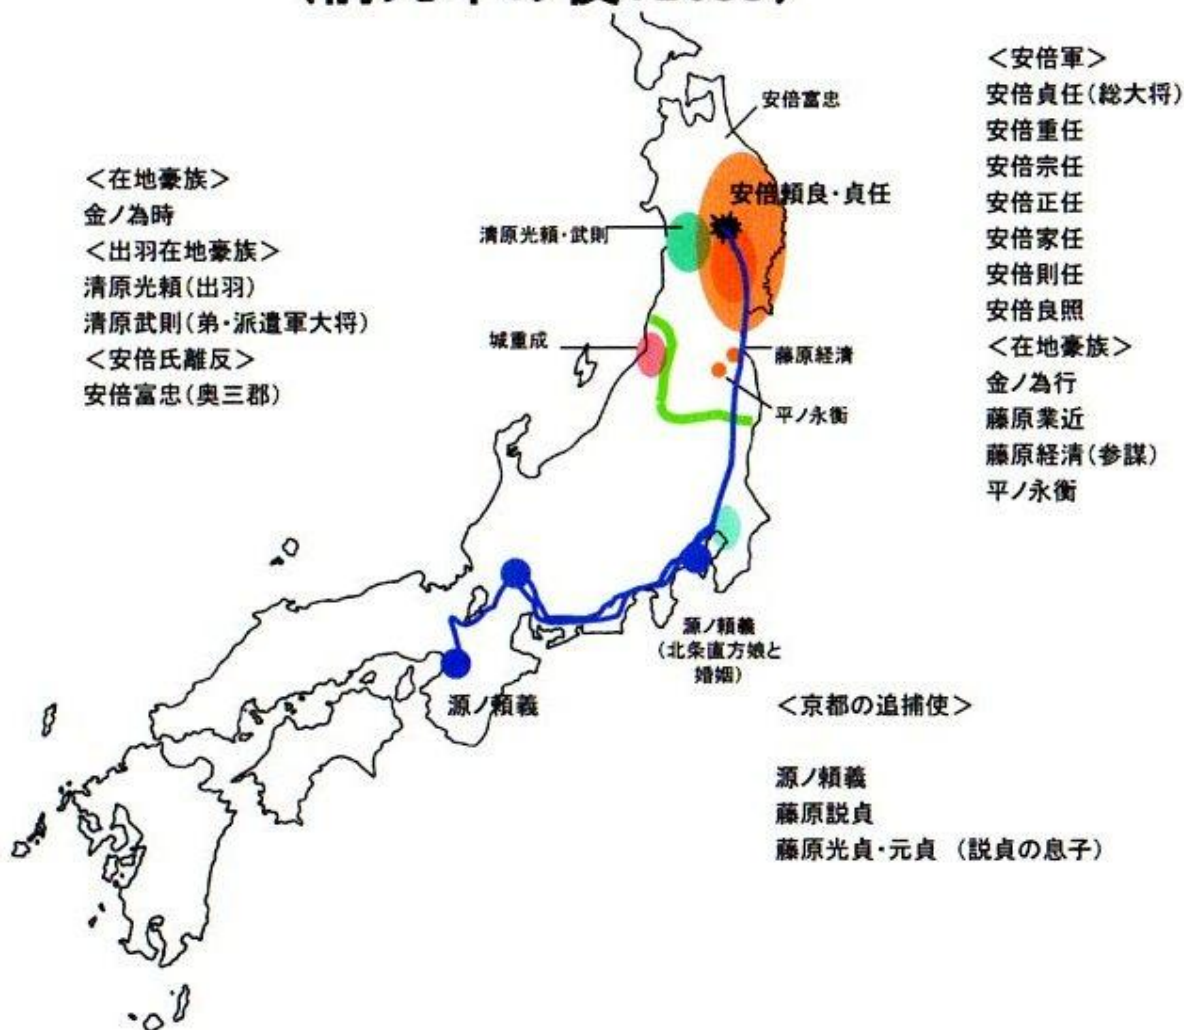 安倍富忠
安倍頼良・貞任
清原光頼・武則
城重成
藤原経清
平ノ永衡
源ノ頼義
(北条直方娘と
婚姻)
源ノ頼義
＜在地豪族＞
金ノ為時
＜出羽在地豪族＞
清原光頼(出羽)
清原武則(弟・派遣軍大将)
＜安倍氏離反＞
安倍富忠(奥三郡)
＜安倍軍＞
安倍貞任(総大将)
安倍重任
安倍宗任
安倍正任
安倍家任
安倍則任
安倍良照
＜在地豪族＞
金ノ為行
藤原業近
藤原経清(参謀)
平ノ永衡
＜京都の追捕使＞
源ノ頼義
藤原説貞
藤原光貞・元貞 (説貞の息子)